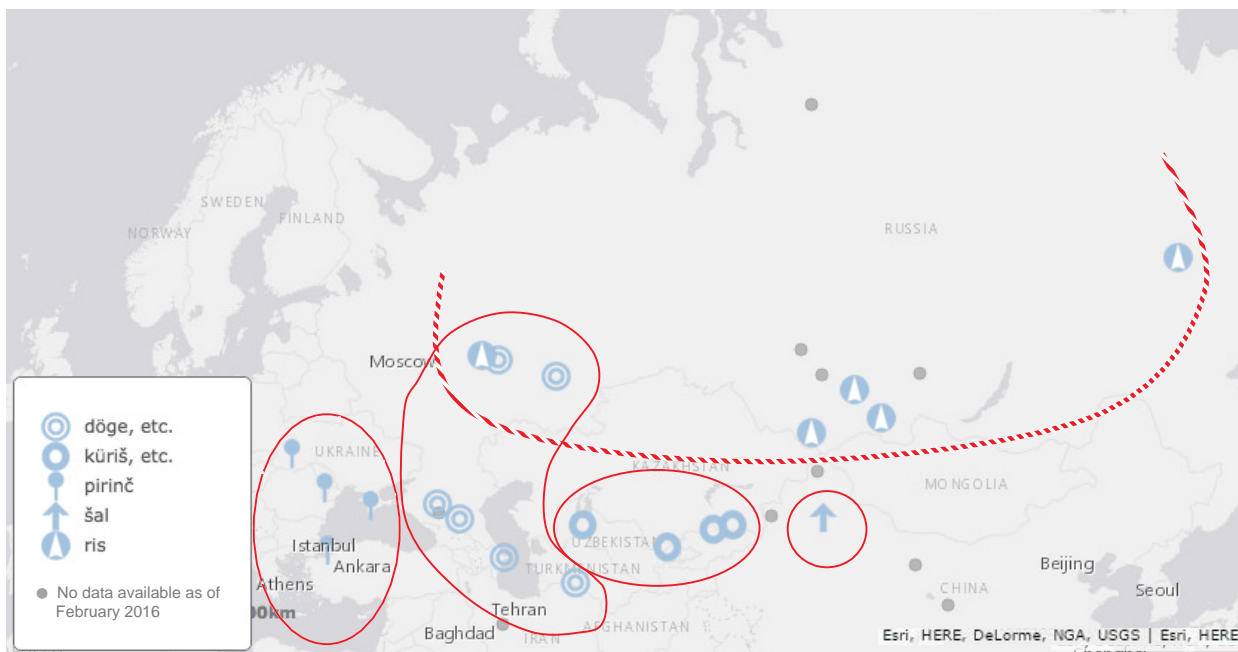 SWEDEN
FINLAND
NORWAY
RUSSIA
Moscow
UKRAINE
KAZAKHSTAN
MONGOLIA
Istanbul
UZBEKISTAN
Ankara
TURKMENISTAN
Athens
Beijing
Seoul
CHINA
Tehran
Baghdad
IRAN
AFGHANISTAN
döge, etc.
küriš, etc.
pirinč
šal
ris
No data available as of
February 2016
00km
Esri, HERE, DeLorme, NGA, USGS | Esri, HERE